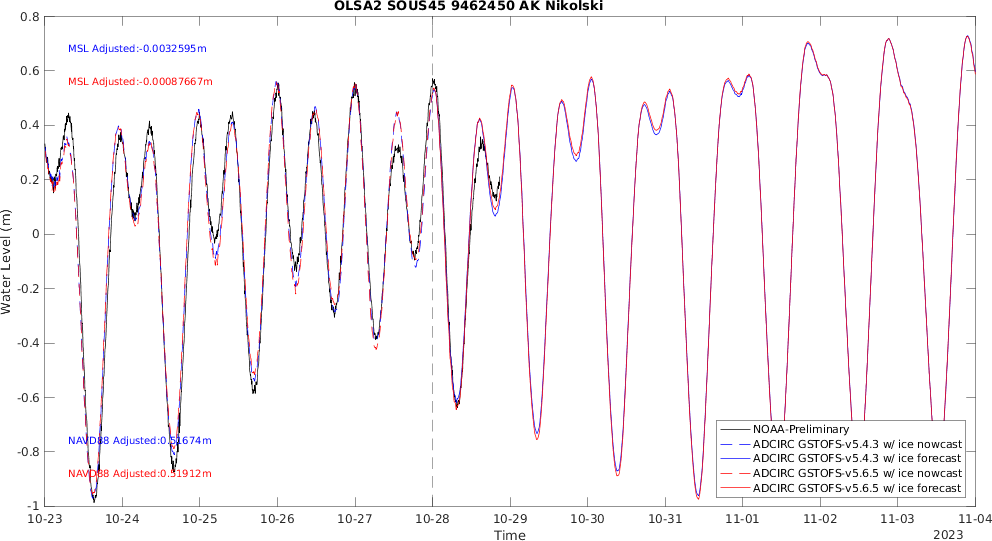 OLSA2 SOUS45 9462450 AK Nikolski
0.8
MSL Adjusted:-0.0032595m
0.6
MSL Adjusted:-0.00087667m
0.4
0.2
0
Water Level (m)
-0.2
-0.4
-0.6
NAVD88 Adjusted:0.51674m
-0.8
NAVD88 Adjusted:0.51912m
-1
NOAA-Preliminary
ADCIRC GSTOFS-v5.4.3 w/ ice nowcast
ADCIRC GSTOFS-v5.4.3 w/ ice forecast
ADCIRC GSTOFS-v5.6.5 w/ ice nowcast
ADCIRC GSTOFS-v5.6.5 w/ ice forecast
10-23 10-24 10-25 10-26 10-27 10-28 10-29 10-30 10-31 11-01 11-02 11-03 11-04
Time
2023